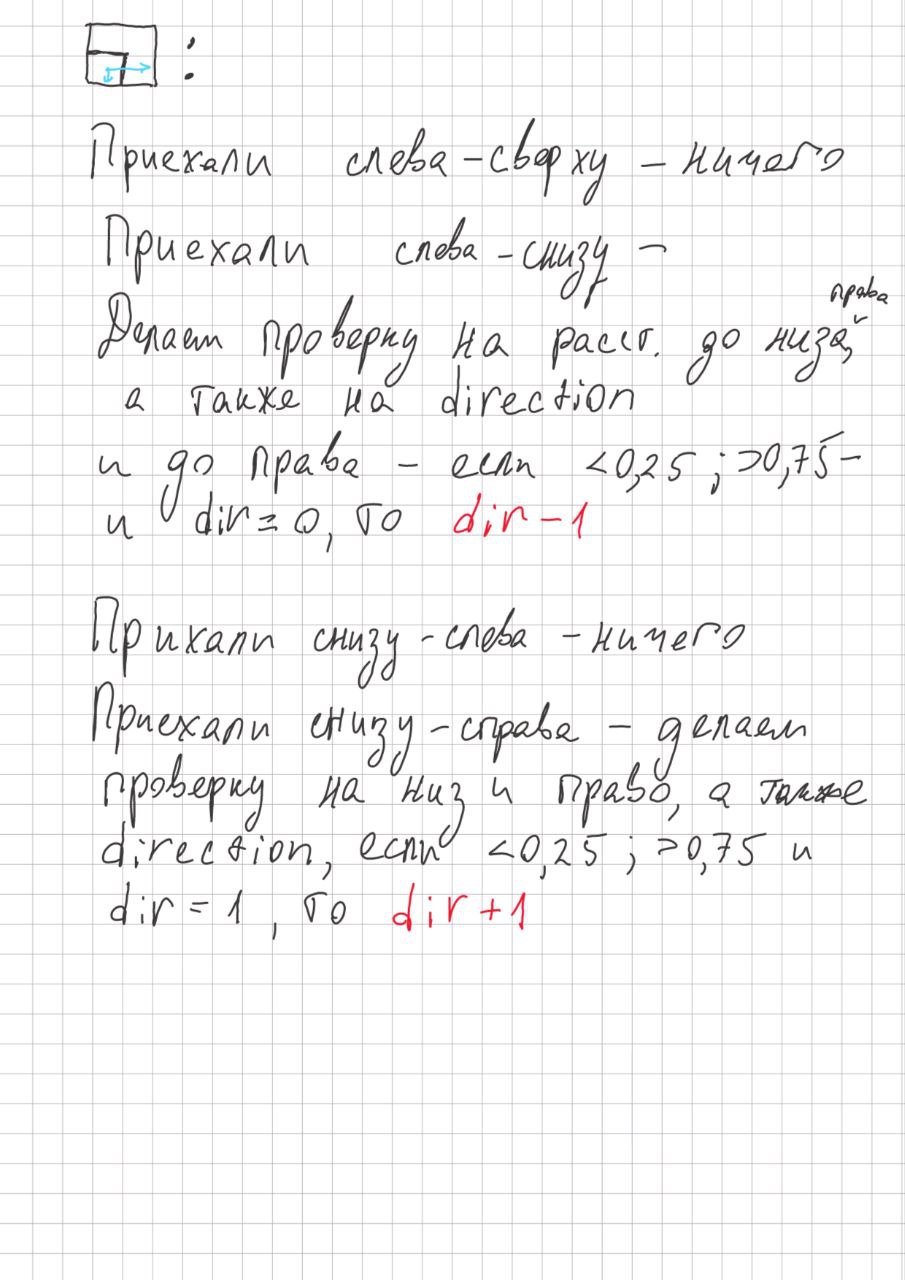 :
Приехали слева-сверху - ничего
Приехали слева-снизу -
права
Делаем проверку на расст. до низа,
а также на direction
и до права - если <0,25 ; >0,75 -
и dir = 0, то dir-1
Прихали снизу-слева - ничего
Приехали снизу-справа - делаем
проверку на низ и право, а также
direction, если <0,25 ; >0,75 и
dir = 1, то dir+1